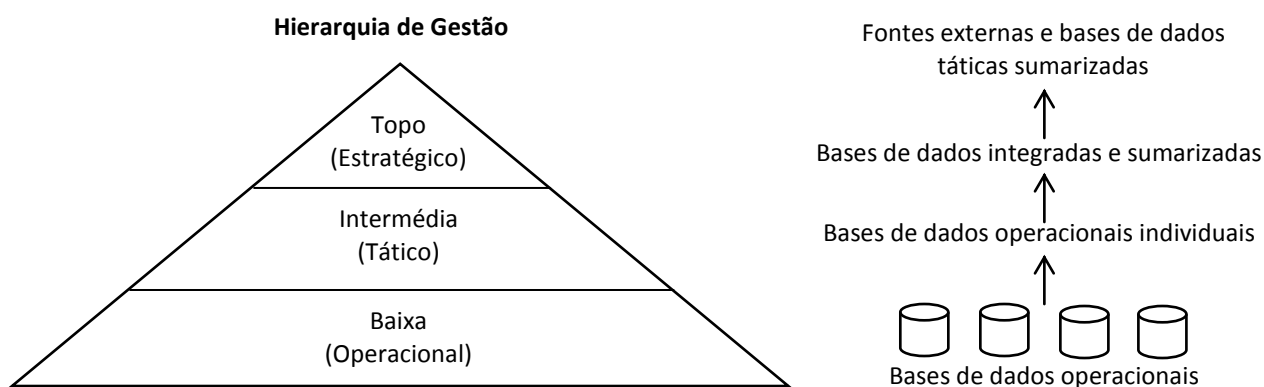 Hierarquia de Gestão
Topo
(Estratégico)
Intermédia
(Tático)
Baixa
(Operacional)
Fontes externas e bases de dados
táticas sumarizadas
Bases de dados integradas e sumarizadas
Bases de dados operacionais individuais
Bases de dados operacionais